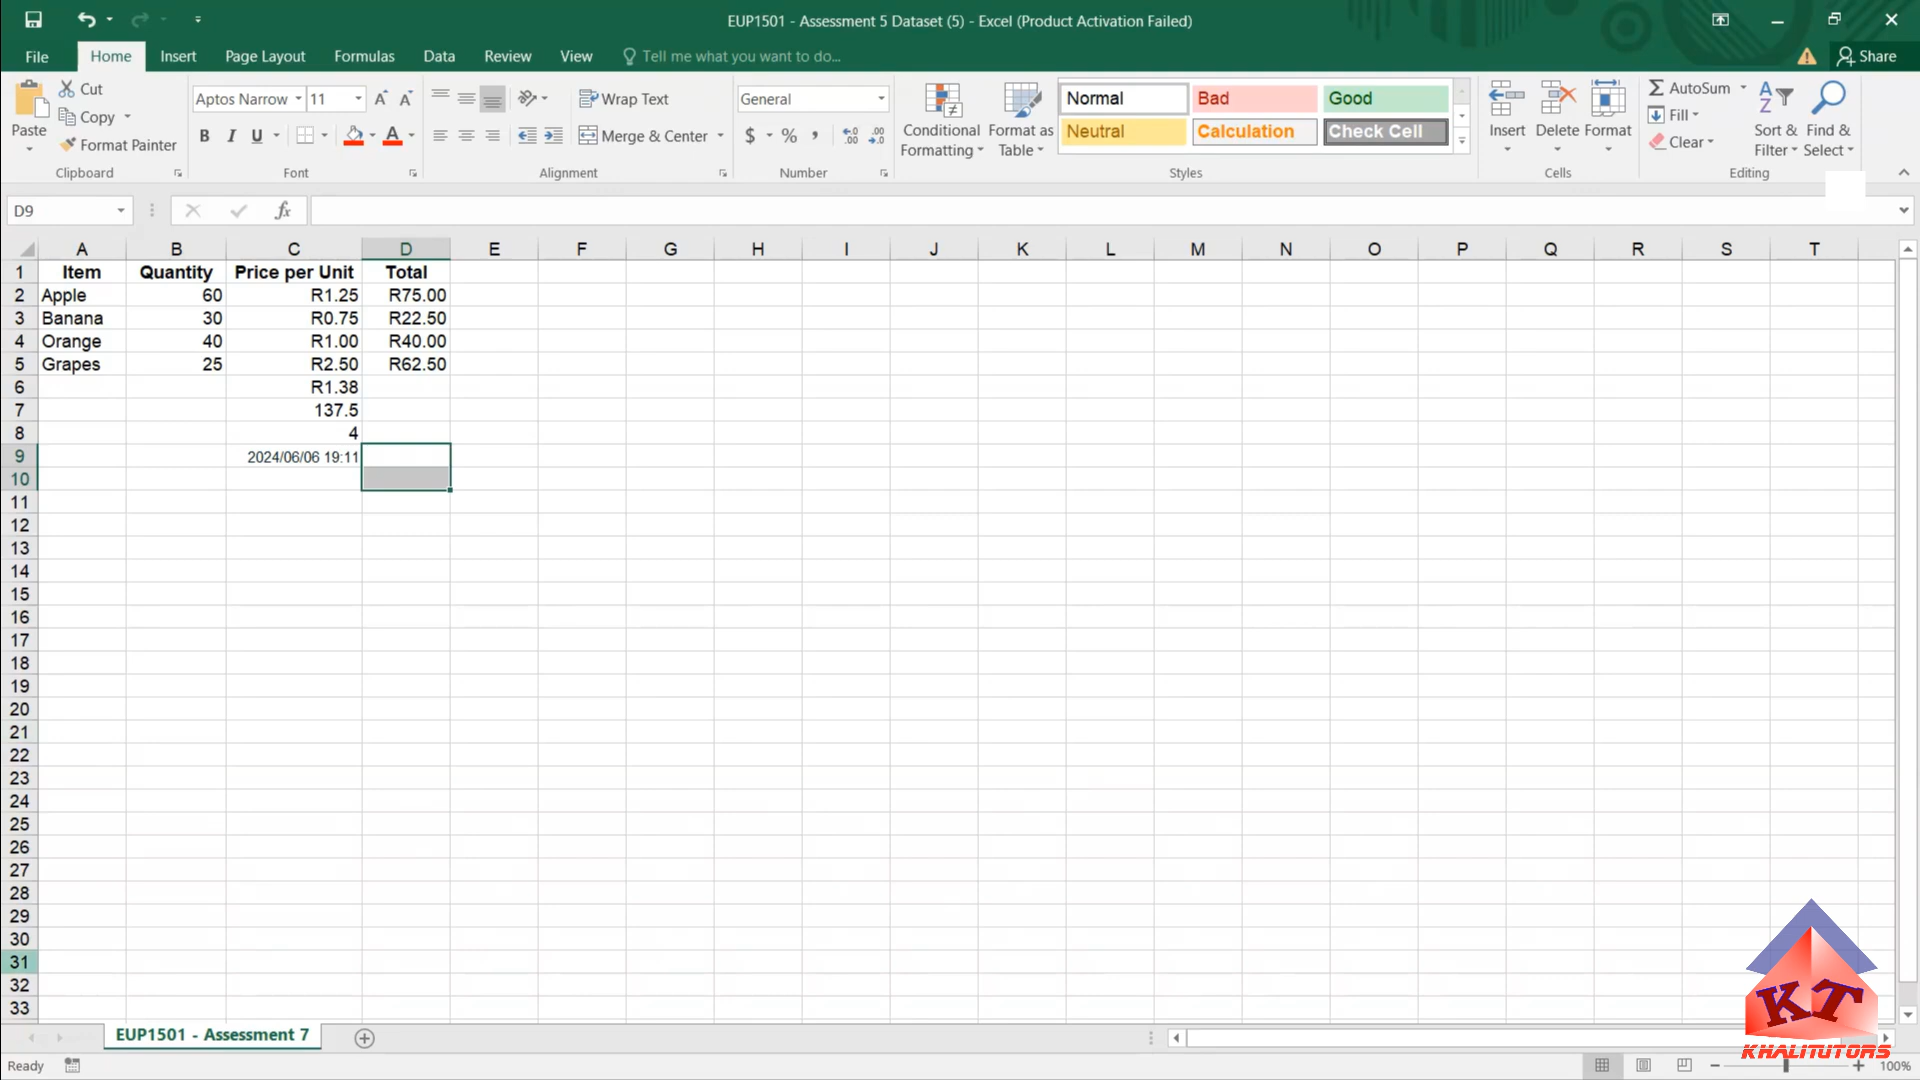 EUP1501 - Assessment 5 Dataset (5) - Excel (Product Activation Failed)
File Home Insert Page Layout Formulas Data Review View Tell me what you want to do... Share
Paste Cut Copy Format Painter Clipboard
Aptos Narrow 11 B I U A A A Font
Wrap Text Merge & Center Alignment
General $ % , .00 .0 Number
Conditional Formatting Format as Table
Normal Bad Good
Neutral Calculation Check Cell
Styles
Insert Delete Format Cells
AutoSum Fill Clear Sort & Filter Find & Select Editing
D9 fx
A B C D E F G H I J K L M N O P Q R S T
1 Item Quantity Price per Unit Total
2 Apple 60 R1.25 R75.00
3 Banana 30 R0.75 R22.50
4 Orange 40 R1.00 R40.00
5 Grapes 25 R2.50 R62.50
6 R1.38
7 137.5
8 4
9 2024/06/06 19:11
10
11
12
13
14
15
16
17
18
19
20
21
22
23
24
25
26
27
28
29
30
31
32
33
EUP1501 - Assessment 7
Ready 100%
KT
KHALITUTORS